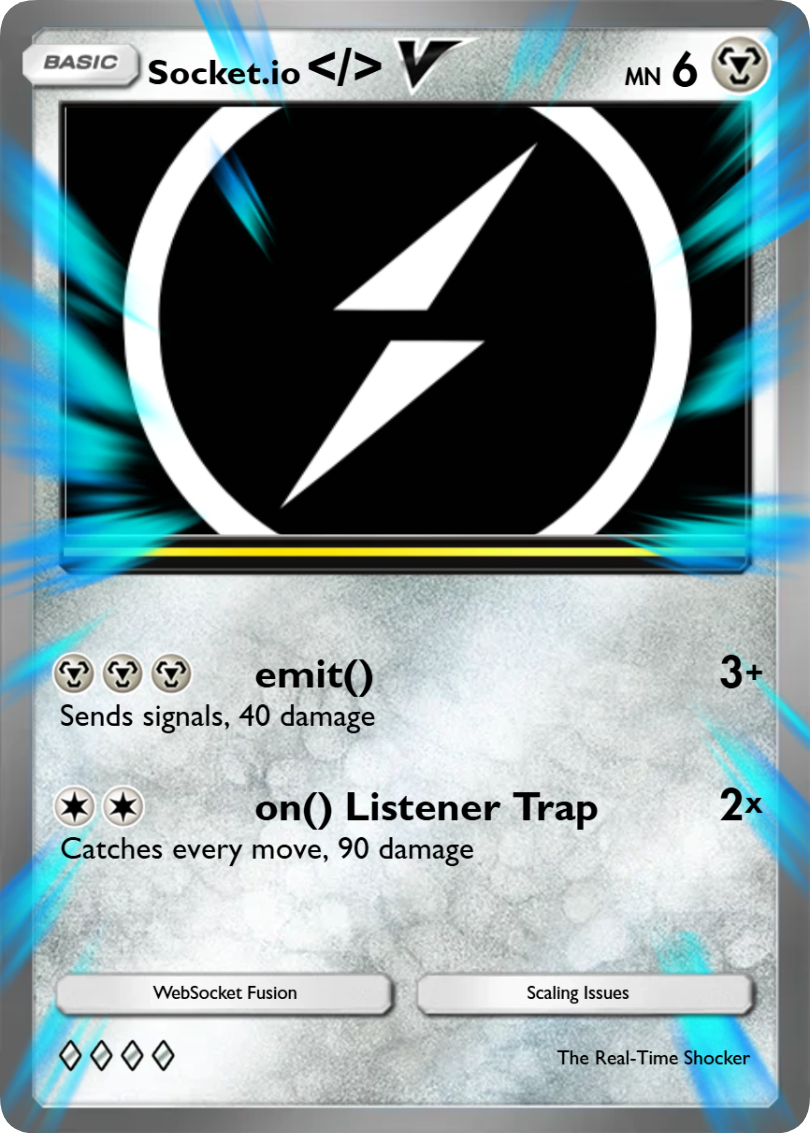 BASIC Socket.io </> V MN 6
emit() 3+
Sends signals, 40 damage
on() Listener Trap 2x
Catches every move, 90 damage
WebSocket Fusion Scaling Issues
The Real-Time Shocker